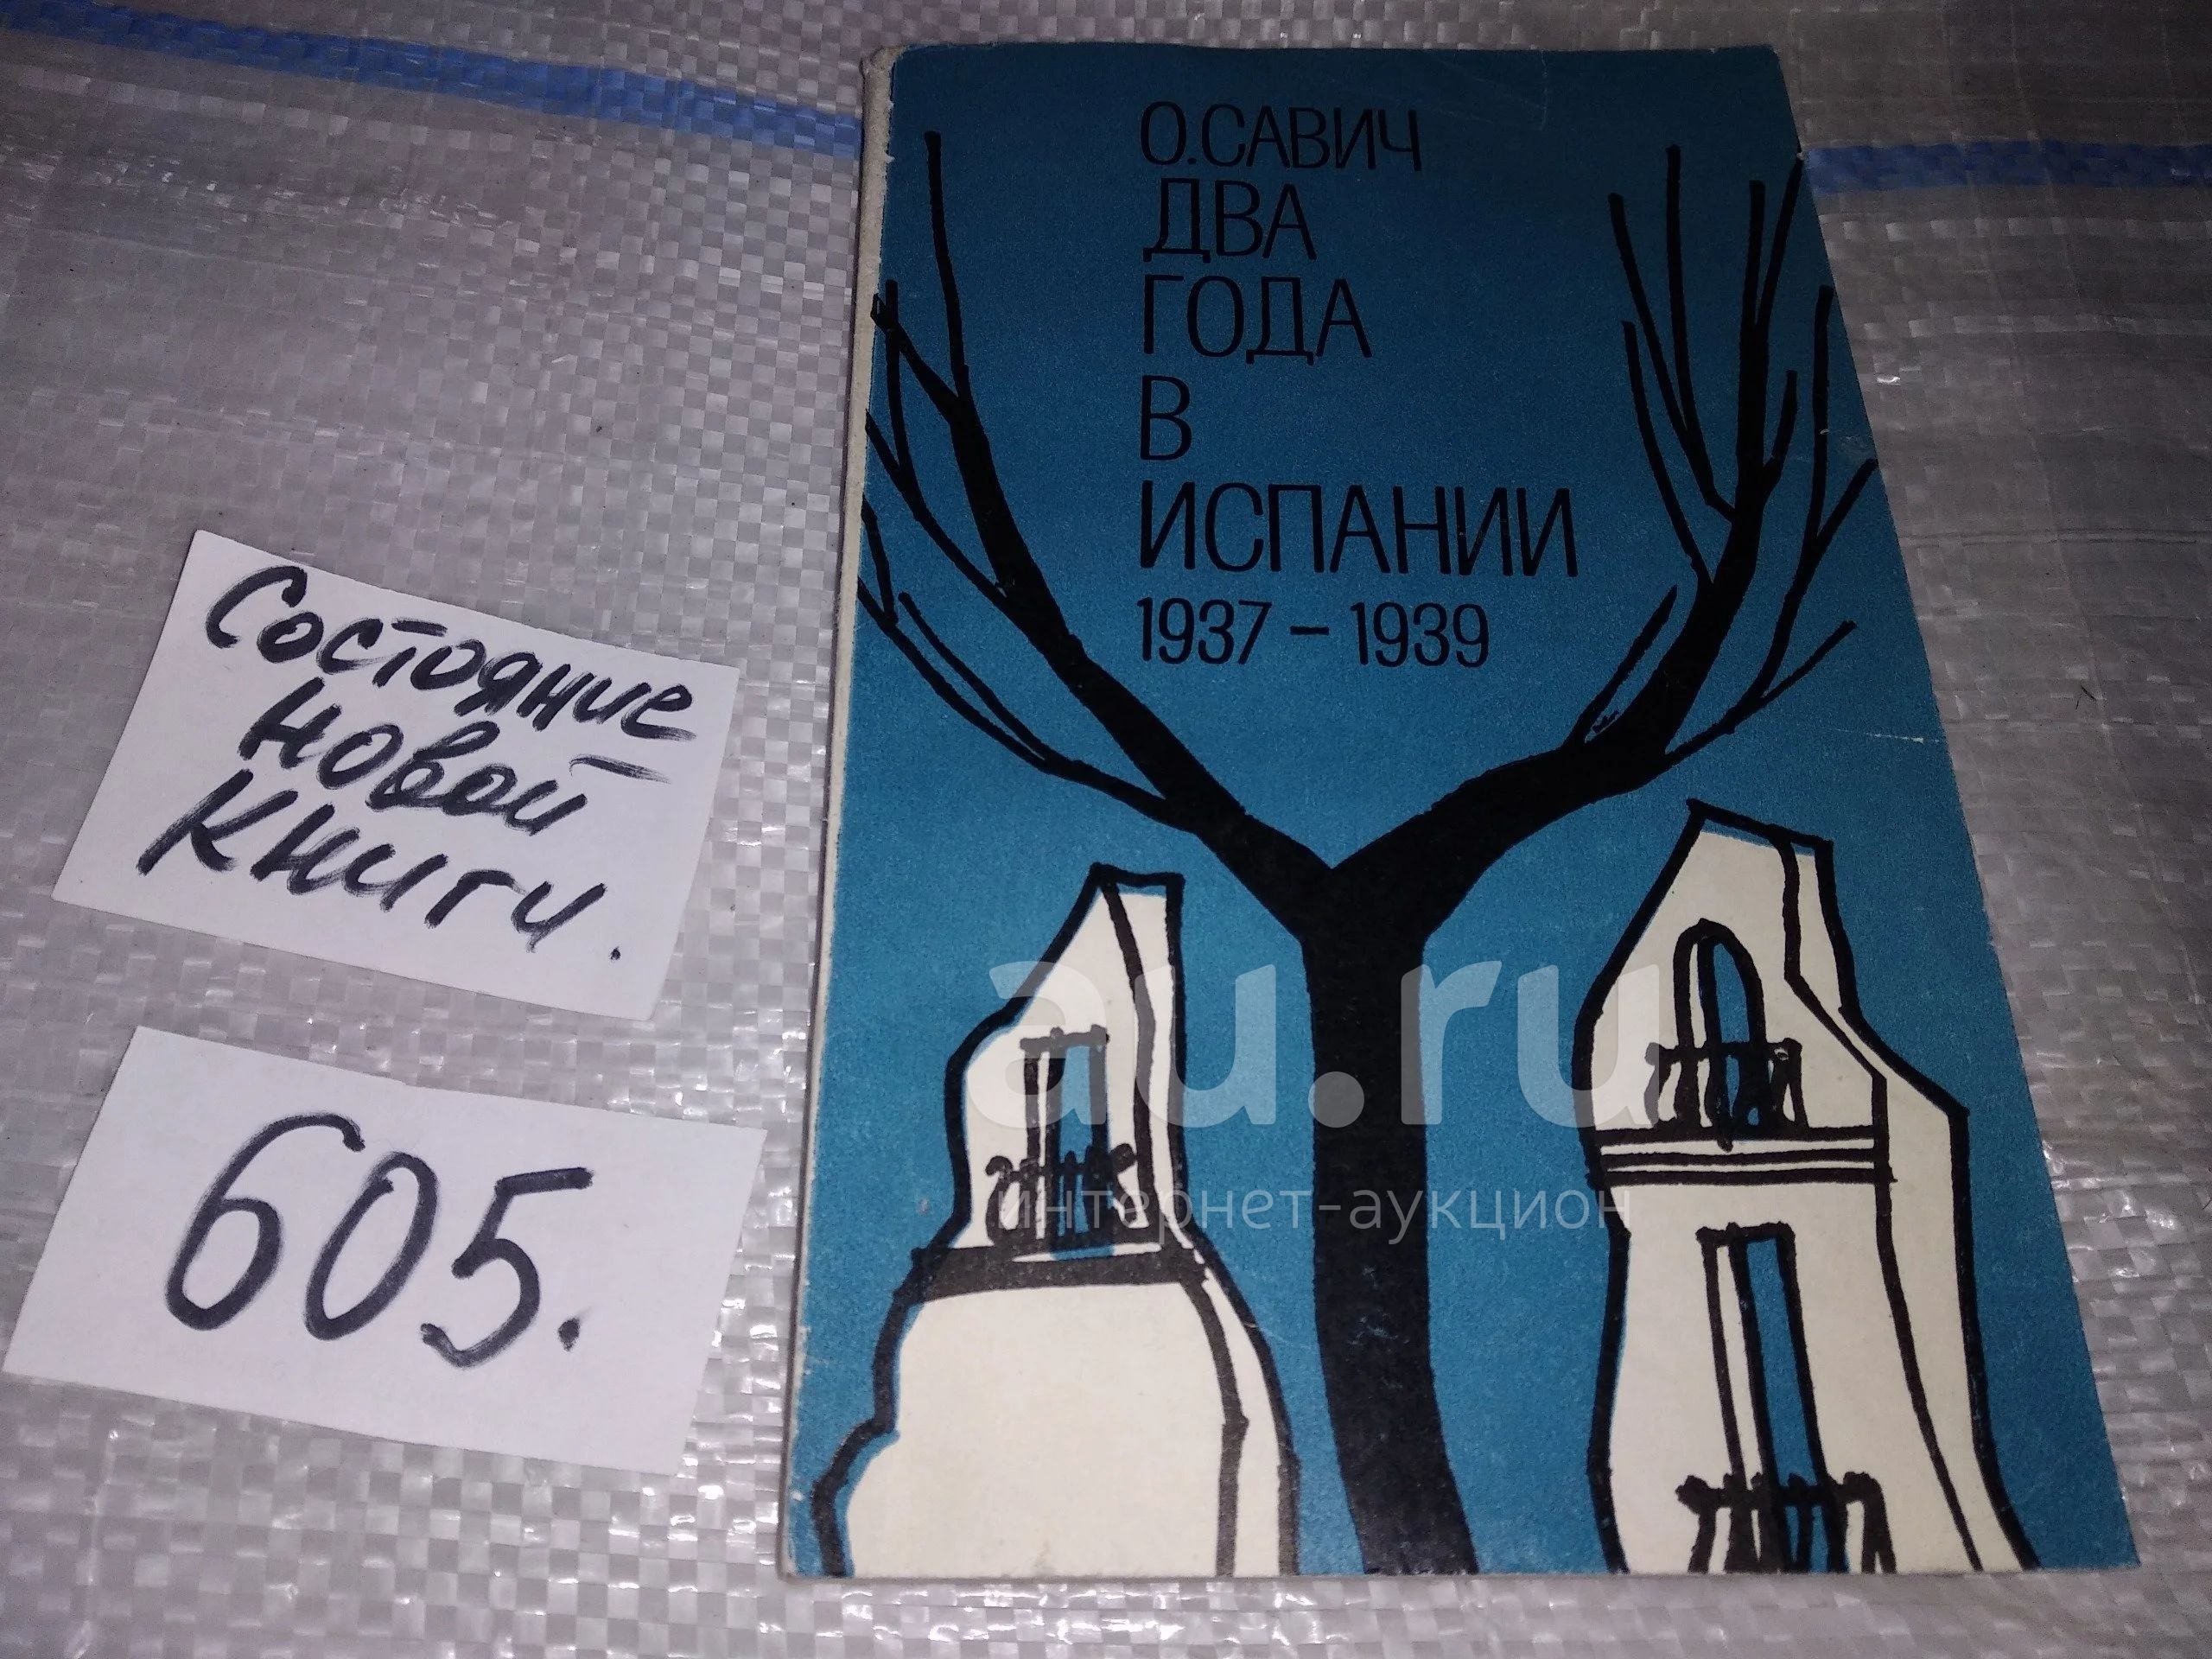 Состояние
новой
книги.
605.
О.САВИЧ
ДВА
ГОДА
В
ИСПАНИИ
1937 – 1939
au.ru
интернет-аукцион